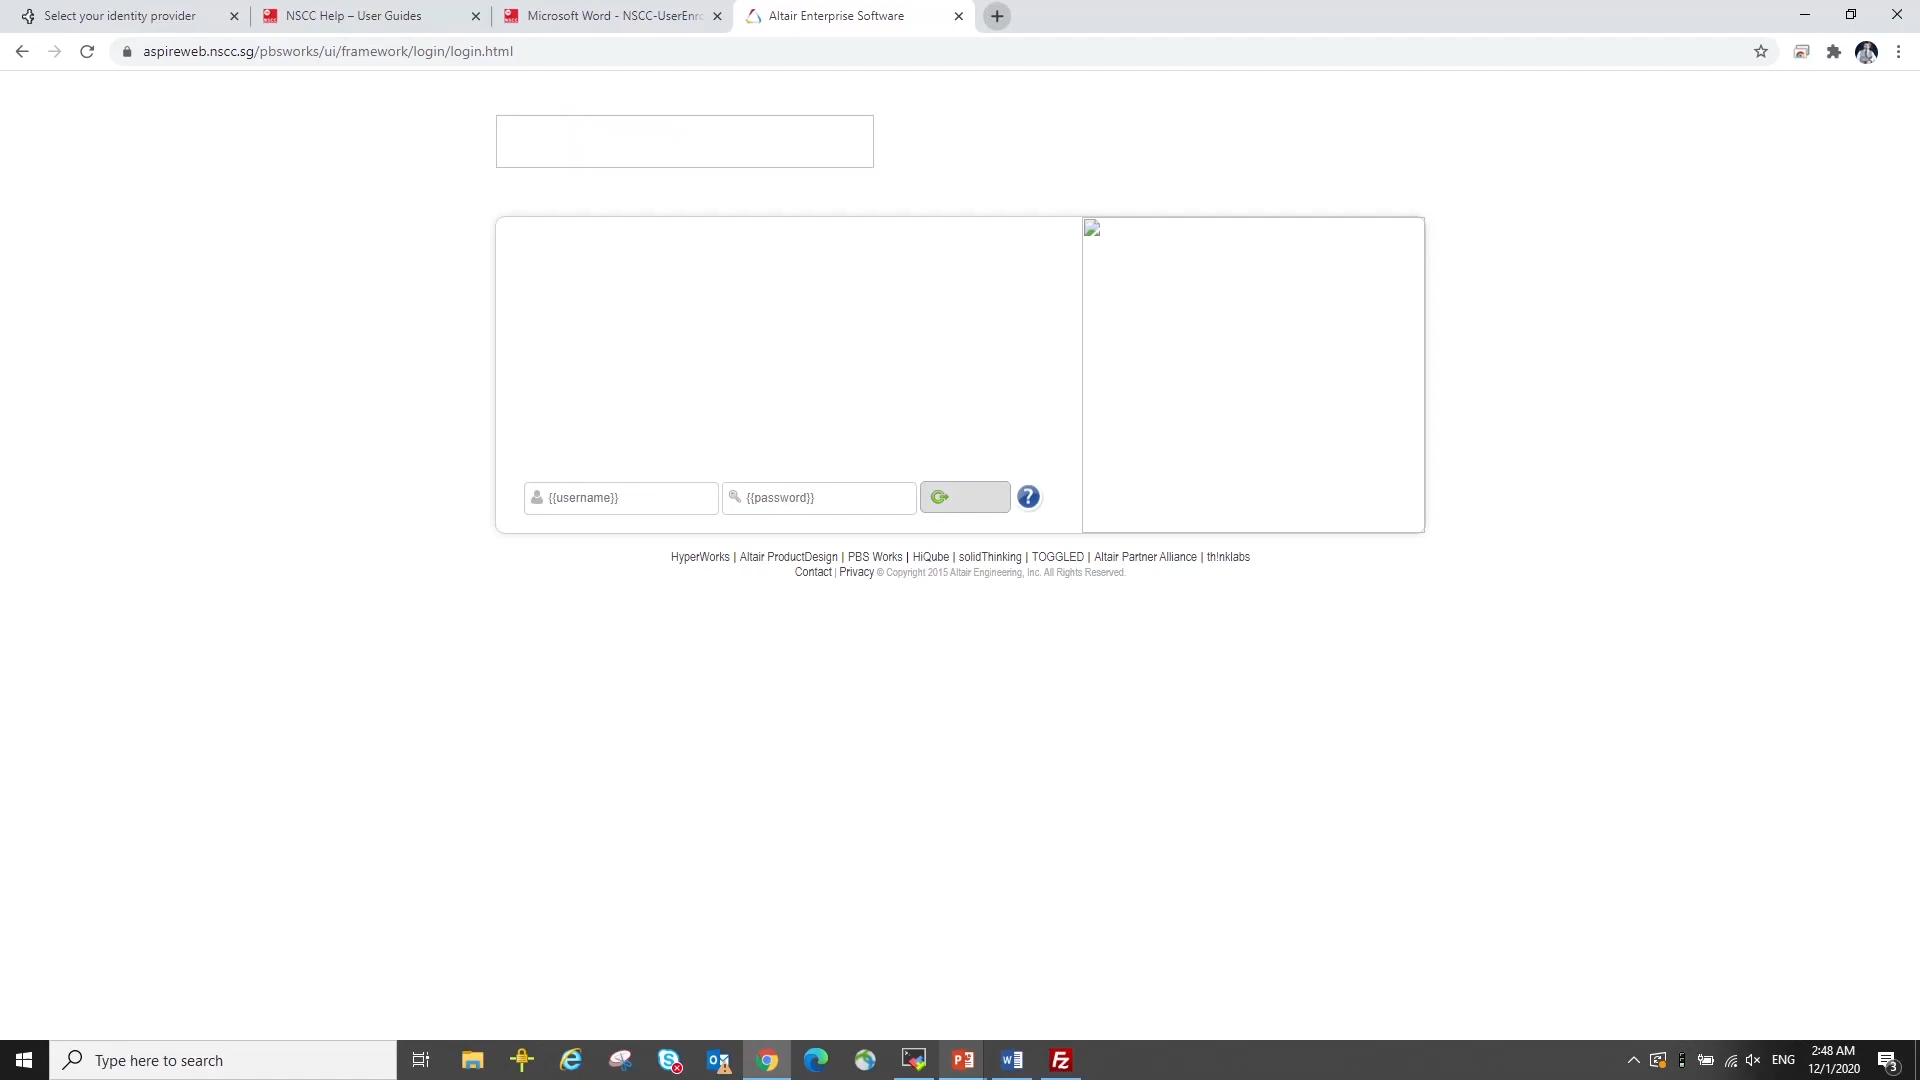 Select your identity provider
NSCC Help – User Guides
Microsoft Word - NSCC-UserEnro
Altair Enterprise Software
aspireweb.nscc.sg/pbsworks/ui/framework/login/login.html
{{username}}
{{password}}
HyperWorks | Altair ProductDesign | PBS Works | HiQube | solidThinking | TOGGLED | Altair Partner Alliance | th!nklabs
Contact | Privacy © Copyright 2015 Altair Engineering, Inc. All Rights Reserved.
Type here to search
ENG
2:48 AM
12/1/2020
3